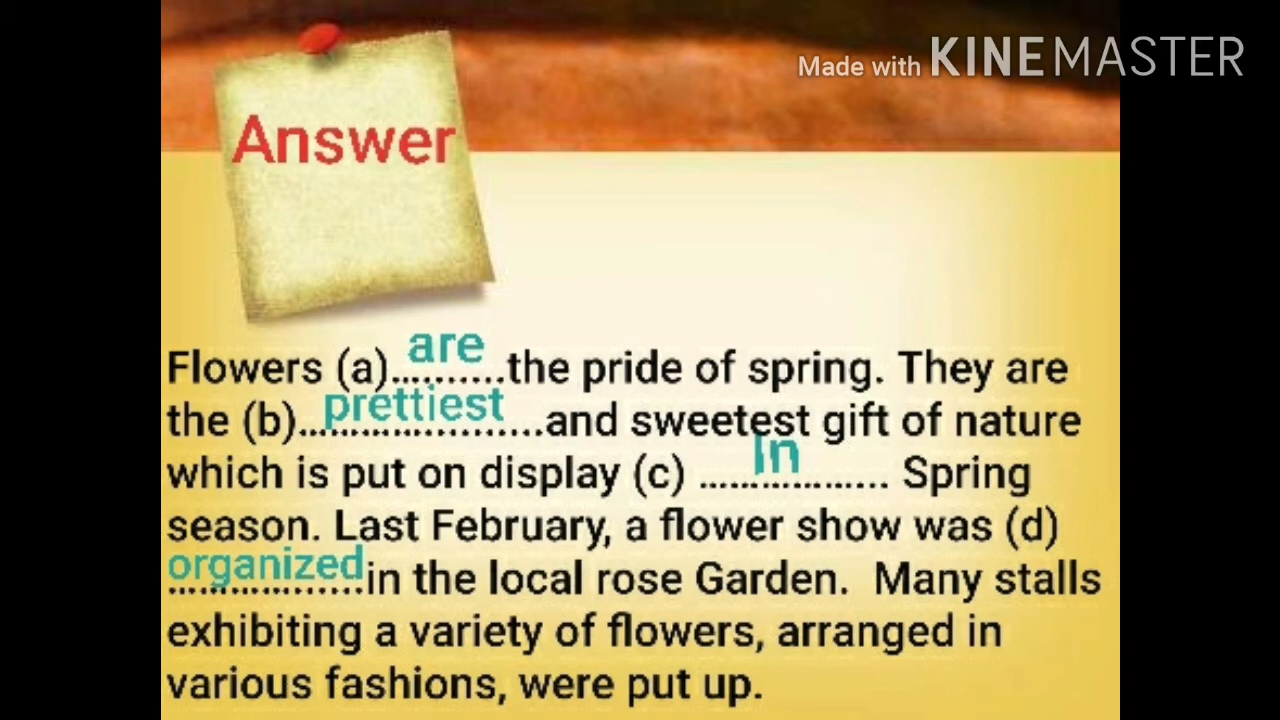 Made with KINEMASTER
Answer
Flowers (a)....are......the pride of spring. They are
the (b)...prettiest...and sweetest gift of nature
which is put on display (c) ...In... Spring
season. Last February, a flower show was (d)
organized in the local rose Garden. Many stalls
exhibiting a variety of flowers, arranged in
various fashions, were put up.